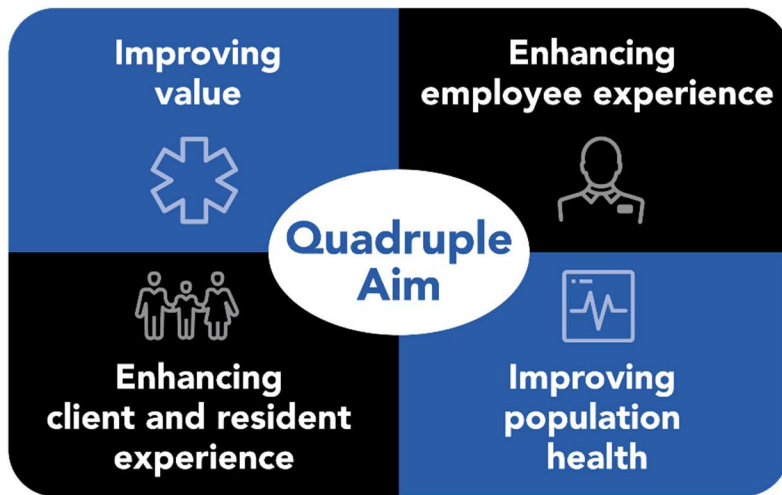 Improving
value
Enhancing
employee experience
Quadruple
Aim
Enhancing
client and resident
experience
Improving
population
health